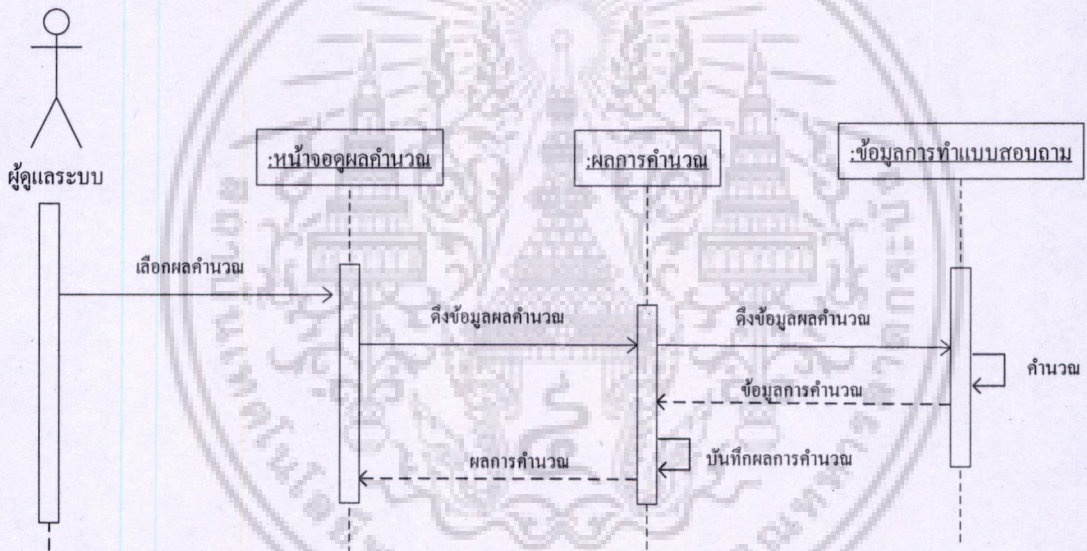 :หน้าจอดูผลคำนวณ
:ผลการคำนวณ
:ข้อมูลการทำแบบสอบถาม
ผู้ดูแลระบบ
เลือกผลคำนวณ
ดึงข้อมูลผลคำนวณ
ดึงข้อมูลผลคำนวณ
คำนวณ
ข้อมูลการคำนวณ
บันทึกผลการคำนวณ
ผลการคำนวณ